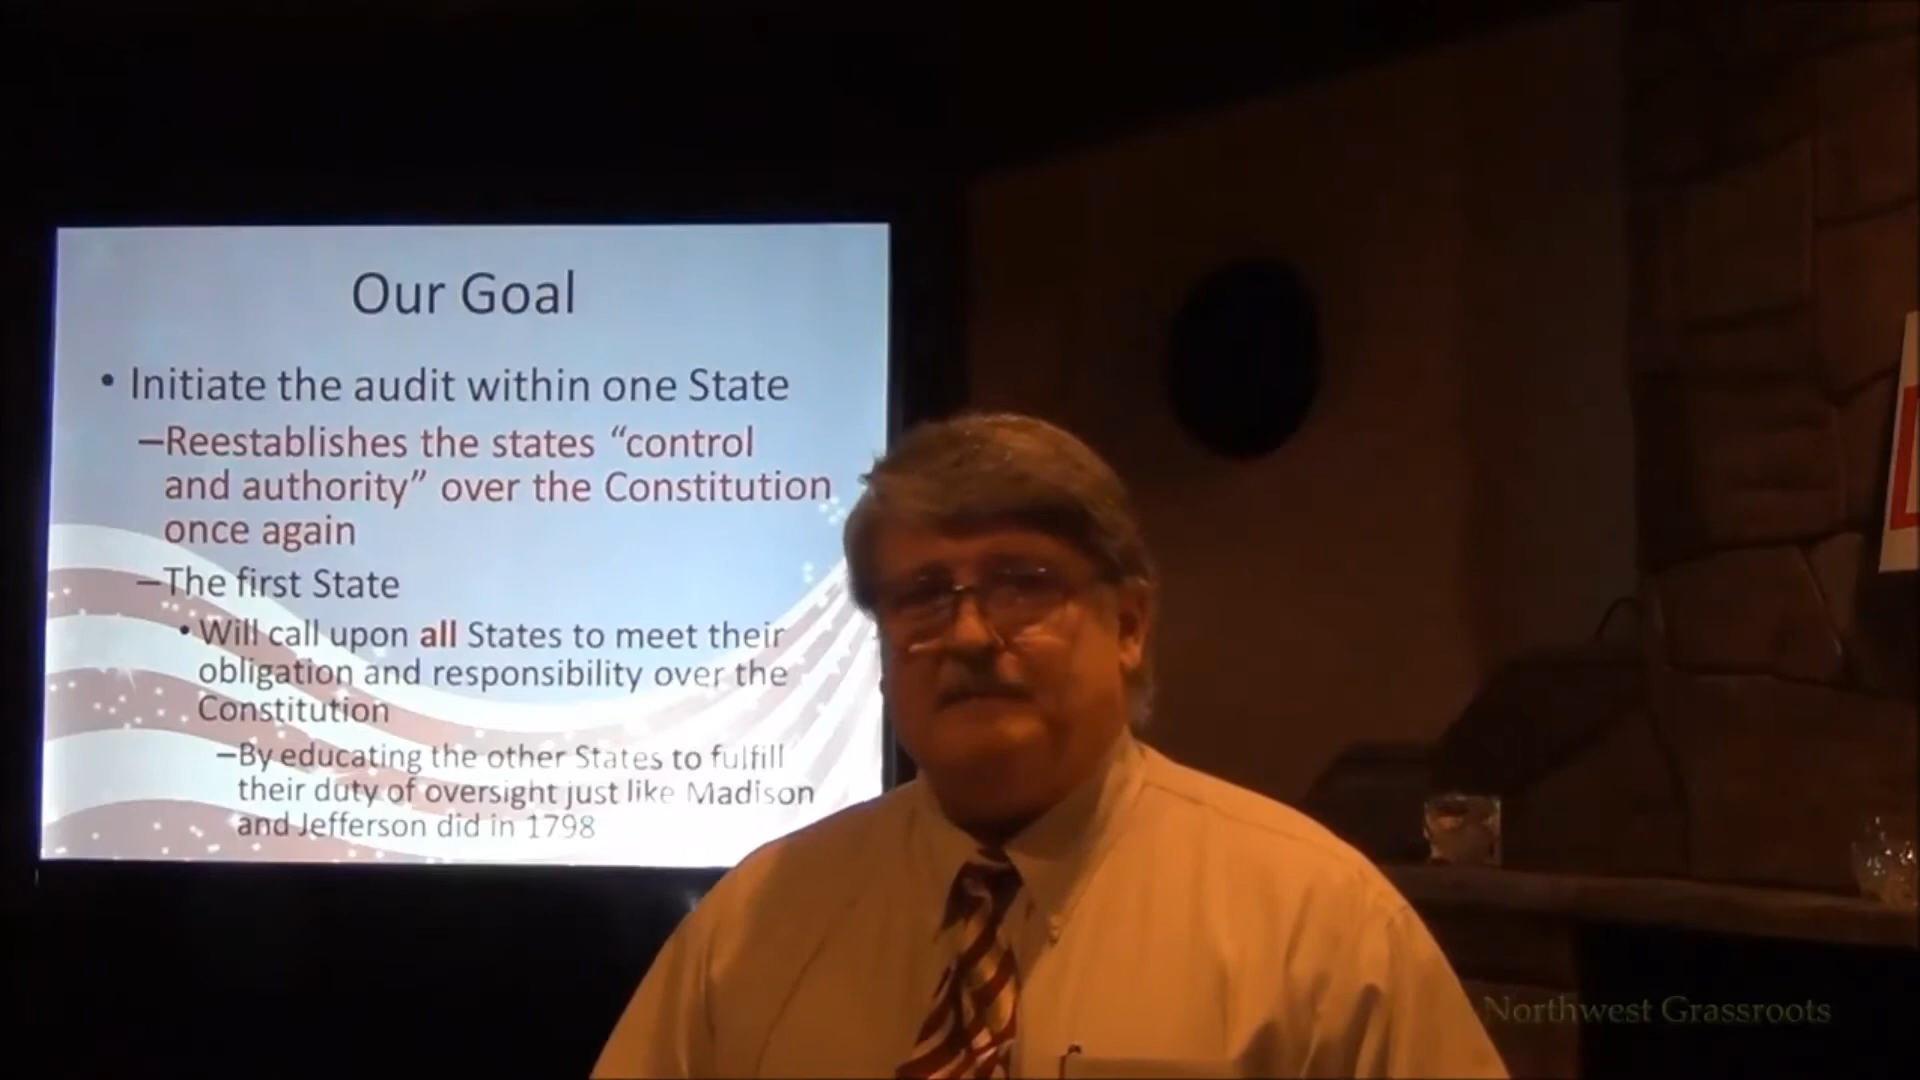 Our Goal
• Initiate the audit within one State
–Reestablishes the states “control
and authority” over the Constitution
once again
–The first State
• Will call upon all States to meet their
obligation and responsibility over the
Constitution
–By educating the other States to fulfill
their duty of oversight just like Madison
and Jefferson did in 1798
Northwest Grassroots